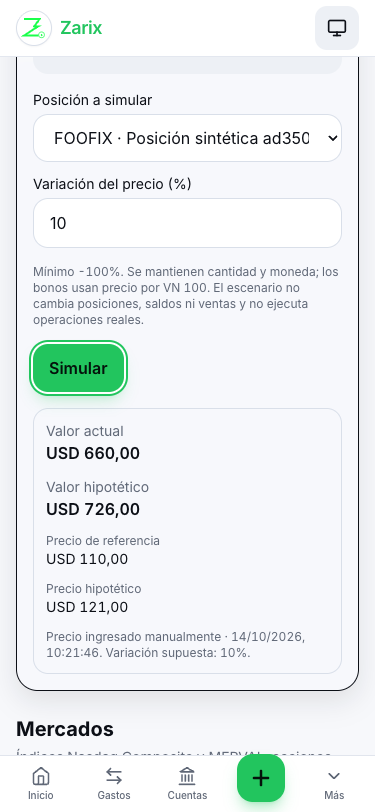 Zarix
Posición a simular
FOOFIX · Posición sintética ad350
Variación del precio (%)
10
Mínimo -100%. Se mantienen cantidad y moneda; los
bonos usan precio por VN 100. El escenario no
cambia posiciones, saldos ni ventas y no ejecuta
operaciones reales.
Simular
Valor actual
USD 660,00
Valor hipotético
USD 726,00
Precio de referencia
USD 110,00
Precio hipotético
USD 121,00
Precio ingresado manualmente · 14/10/2026,
10:21:46. Variación supuesta: 10%.
Mercados
Inicio
Gastos
Cuentas
Más